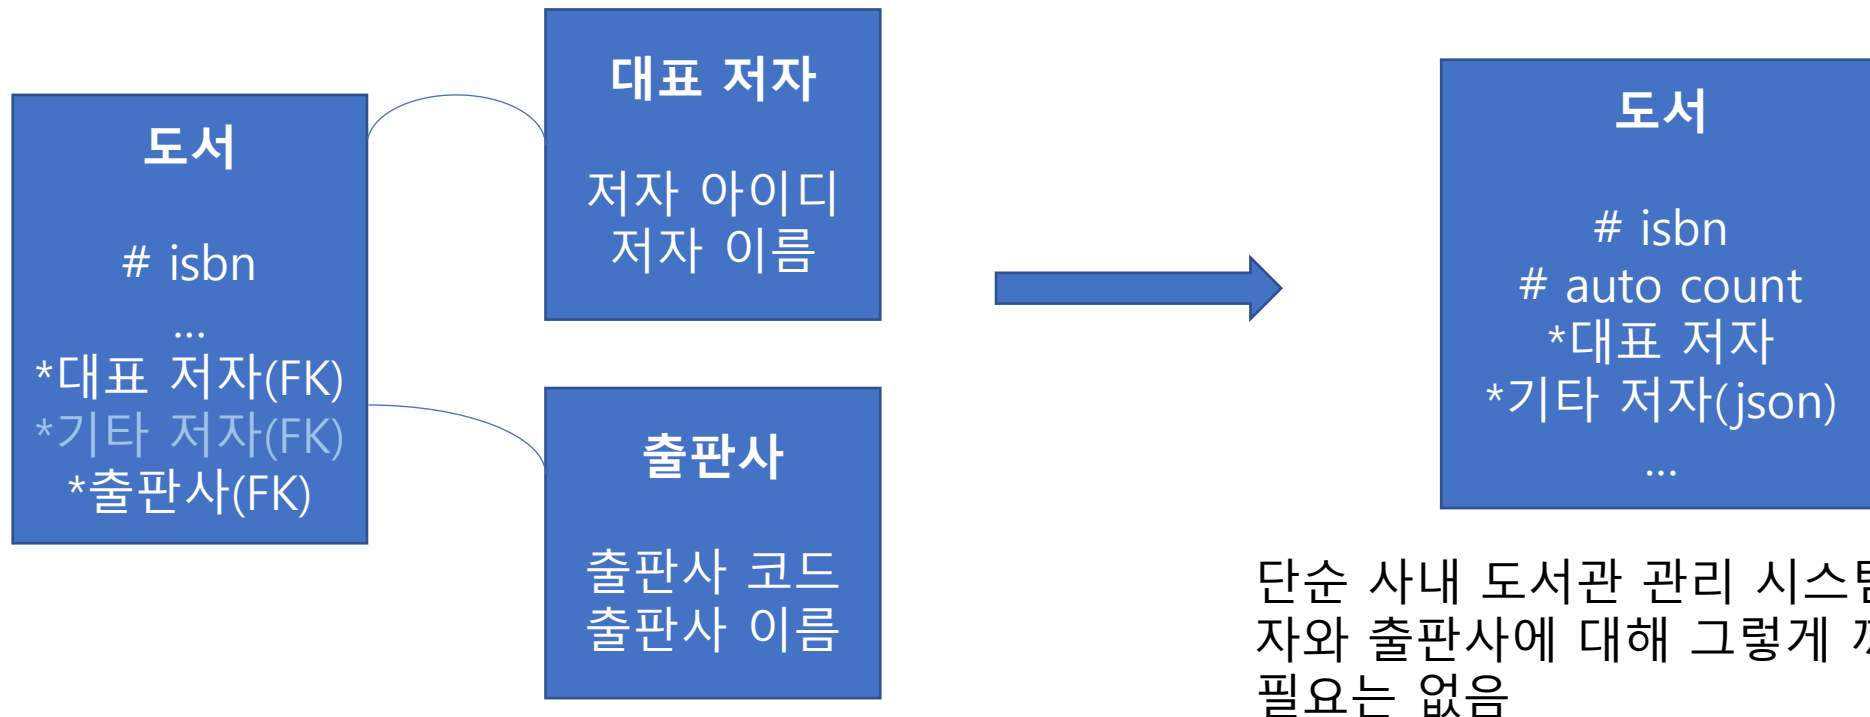 도서
# isbn
...
*대표 저자(FK)
*기타 저자(FK)
*출판사(FK)
대표 저자
저자 아이디
저자 이름
출판사
출판사 코드
출판사 이름
도서
# isbn
# auto count
*대표 저자
*기타 저자(json)
...
단순 사내 도서관 관리
자와 출판사에 대해 그렇게
필요는 없음